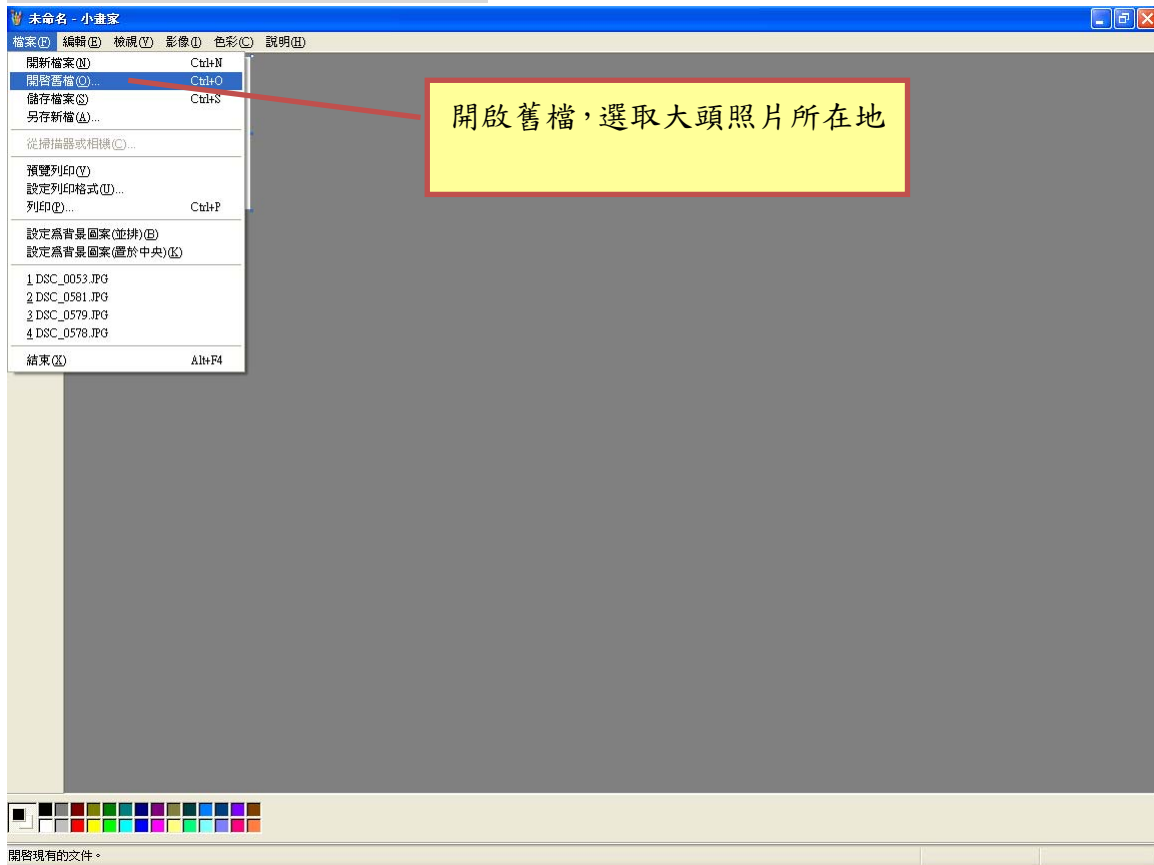 未命名 - 小畫家
檔案(F) 編輯(E) 檢視(V) 影像(I) 色彩(C) 說明(H)
開新檔案(N) Ctrl+N
開啓舊檔(O)... Ctrl+O
儲存檔案(S) Ctrl+S
另存新檔(A)...
從掃描器或相機(C)...
預覽列印(V)
設定列印格式(U)...
列印(P)... Ctrl+P
設定爲背景圖案(並排)(B)
設定爲背景圖案(置於中央)(K)
1 DSC_0053.JPG
2 DSC_0581.JPG
3 DSC_0579.JPG
4 DSC_0578.JPG
結束(X) Alt+F4
開啟舊檔，選取大頭照片所在地
開啓現有的文件。